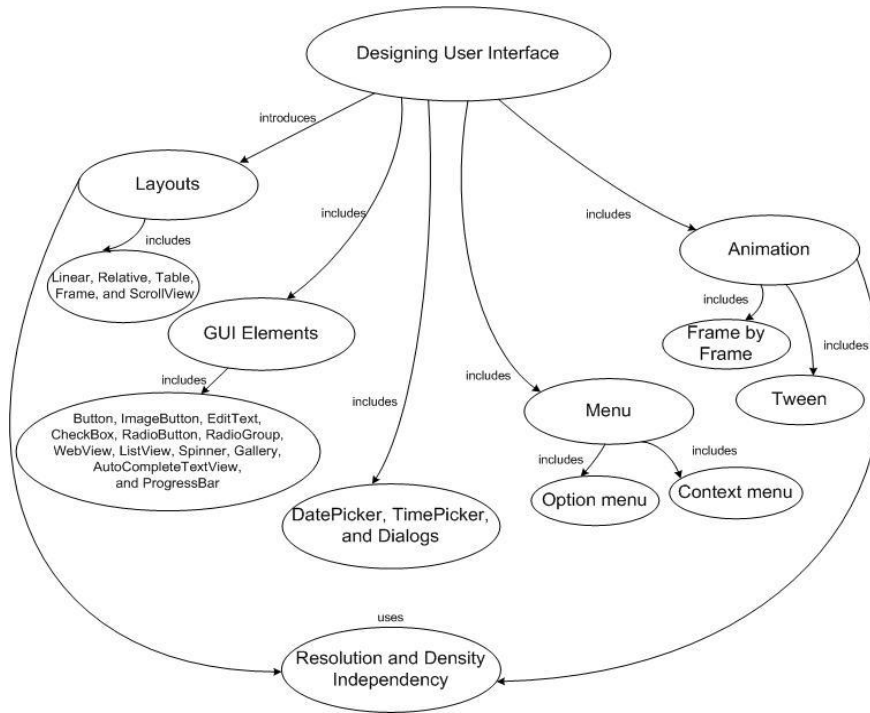 Designing User Interface
introduces
Layouts
includes
Linear, Relative, Table,
Frame, and ScrollView
includes
GUI Elements
includes
Button, ImageButton, EditText,
CheckBox, RadioButton, RadioGroup,
WebView, ListView, Spinner, Gallery,
AutoCompleteTextView,
and ProgressBar
includes
DatePicker, TimePicker,
and Dialogs
includes
Menu
includes
Option menu
includes
Context menu
includes
Animation
includes
Frame by
Frame
includes
Tween
uses
Resolution and Density
Independency